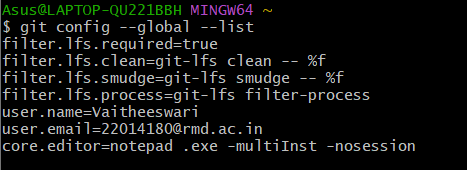 Asus@LAPTOP-QU221BBH MINGW64 ~
$ git config --global --list
filter.lfs.required=true
filter.lfs.clean=git-lfs clean -- %f
filter.lfs.smudge=git-lfs smudge -- %f
filter.lfs.process=git-lfs filter-process
user.name=Vaitheeswari
user.email=22014180@rmd.ac.in
core.editor=notepad .exe -multiInst -nosession